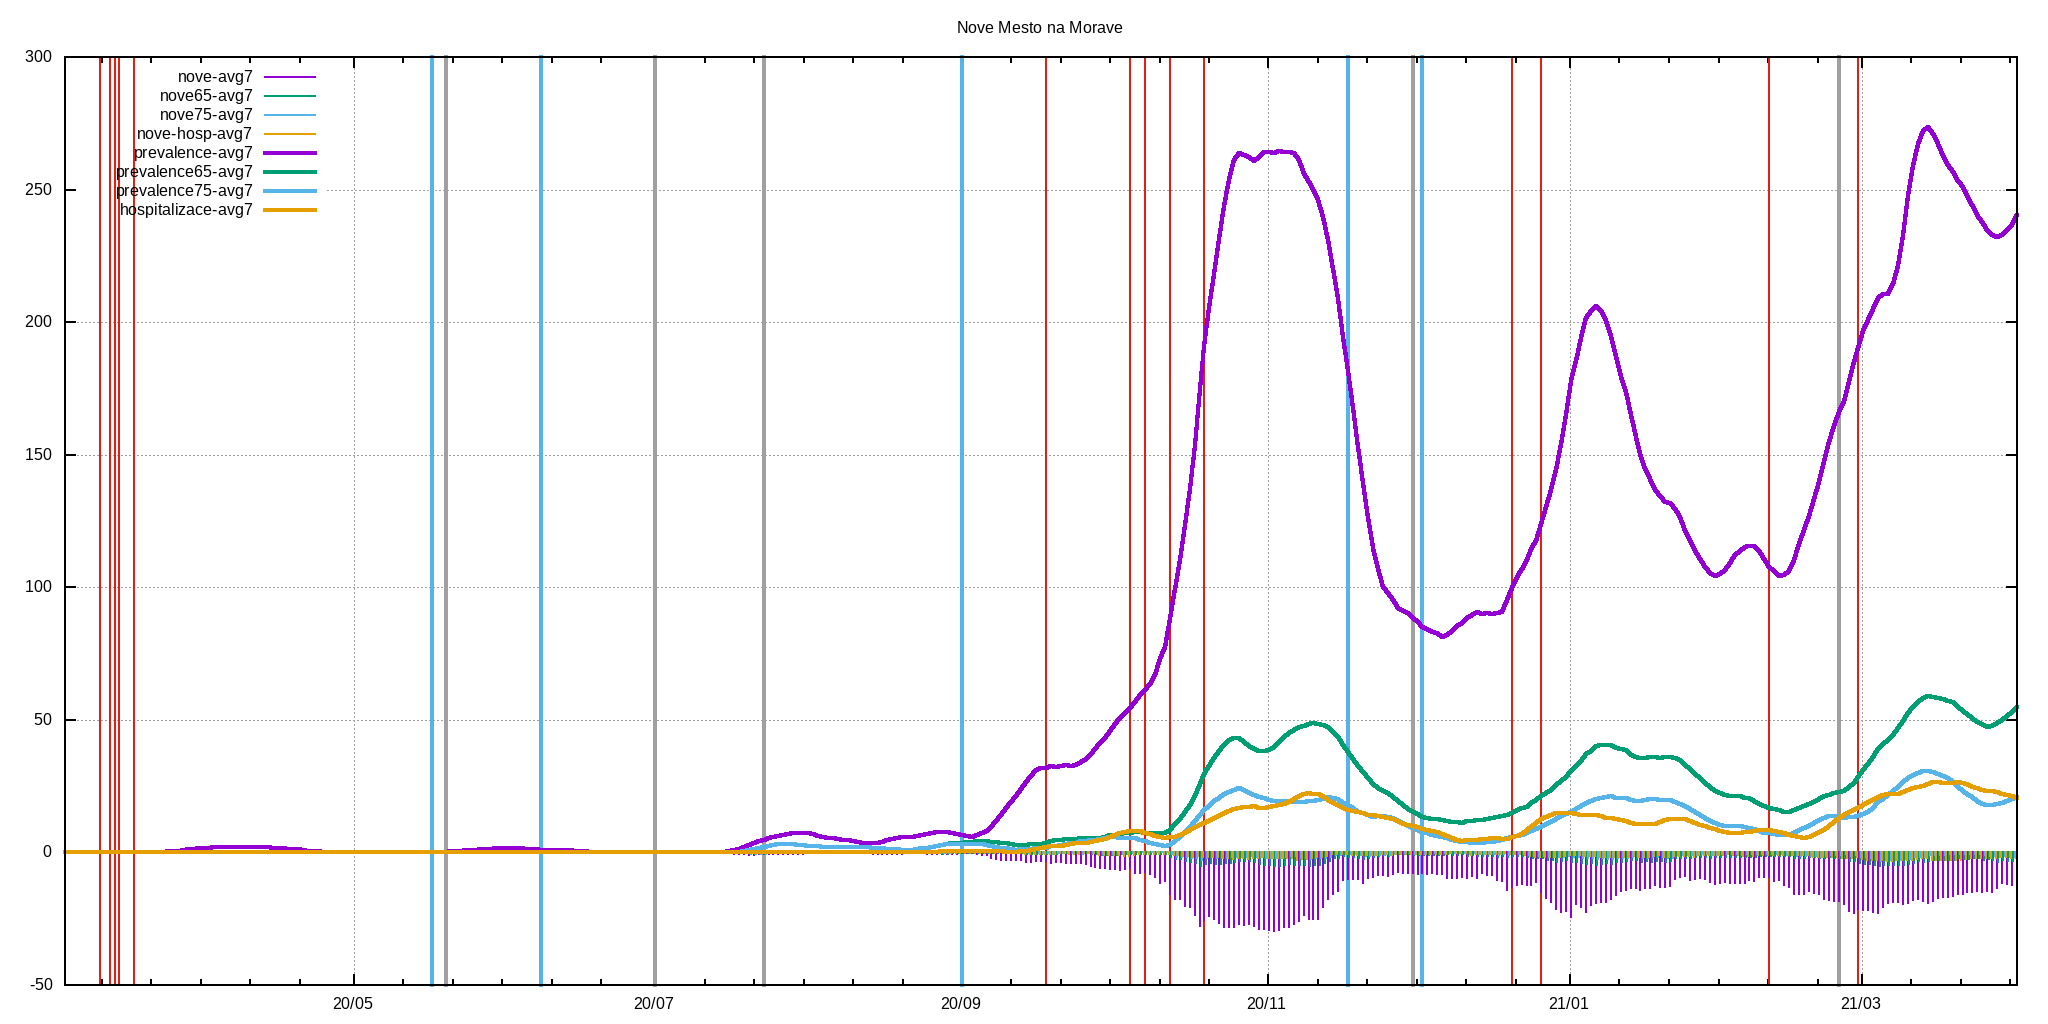 Nove Mesto na Morave
300
250
200
150
100
50
0
-50
nove-avg7
nove65-avg7
nove75-avg7
nove-hosp-avg7
prevalence-avg7
prevalence65-avg7
prevalence75-avg7
hospitalizace-avg7
20/05 20/07 20/09 20/11 21/01 21/03